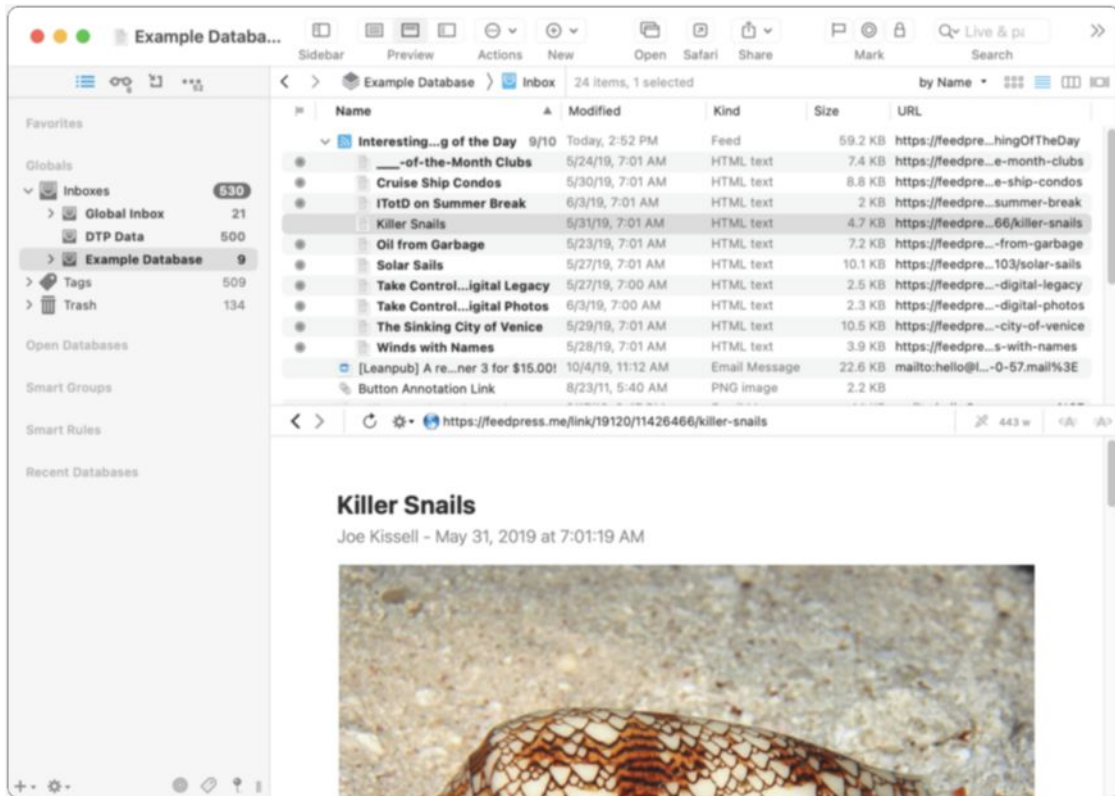 Example Databa...
Sidebar Preview Actions New Open Safari Share Mark Search
Live &
Example Database Inbox 24 items, 1 selected by Name
Favorites
Globals
Inboxes 530
Global Inbox 21
DTP Data 500
Example Database 9
Tags 509
Trash 134
Open Databases
Smart Groups
Smart Rules
Recent Databases
Name Modified Kind Size URL
Interesting...g of the Day 9/10 Today, 2:52 PM Feed 59.2 KB https://feedpre...hingOfTheDay
____-of-the-Month Clubs 5/24/19, 7:01 AM HTML text 7.4 KB https://feedpre...e-month-clubs
Cruise Ship Condos 5/30/19, 7:01 AM HTML text 8.8 KB https://feedpre...e-ship-condos
ITotD on Summer Break 6/3/19, 7:01 AM HTML text 2 KB https://feedpre...summer-break
Killer Snails 5/31/19, 7:01 AM HTML text 4.7 KB https://feedpre...66/killer-snails
Oil from Garbage 5/23/19, 7:01 AM HTML text 7.2 KB https://feedpre...-from-garbage
Solar Sails 5/27/19, 7:01 AM HTML text 10.1 KB https://feedpre...103/solar-sails
Take Control...igital Legacy 5/27/19, 7:00 AM HTML text 2.5 KB https://feedpre...-digital-legacy
Take Control...igital Photos 6/3/19, 7:00 AM HTML text 2.3 KB https://feedpre...-digital-photos
The Sinking City of Venice 5/29/19, 7:01 AM HTML text 10.5 KB https://feedpre...-city-of-venice
Winds with Names 5/28/19, 7:01 AM HTML text 3.9 KB https://feedpre...s-with-names
[Leanpub] A re...ner 3 for $15.00! 10/4/19, 11:12 AM Email Message 22.6 KB mailto:hello@l...-0-57.mail%3E
Button Annotation Link 8/23/11, 5:40 AM PNG image 2.2 KB
https://feedpress.me/link/19120/11426466/killer-snails 443 w
Killer Snails
Joe Kissell - May 31, 2019 at 7:01:19 AM